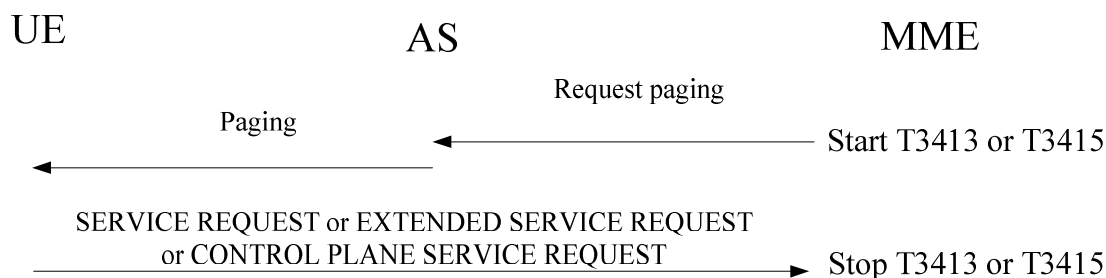 UE
AS
MME
Request paging
Paging
Start T3413 or T3415
SERVICE REQUEST or EXTENDED SERVICE REQUEST
or CONTROL PLANE SERVICE REQUEST
Stop T3413 or T3415